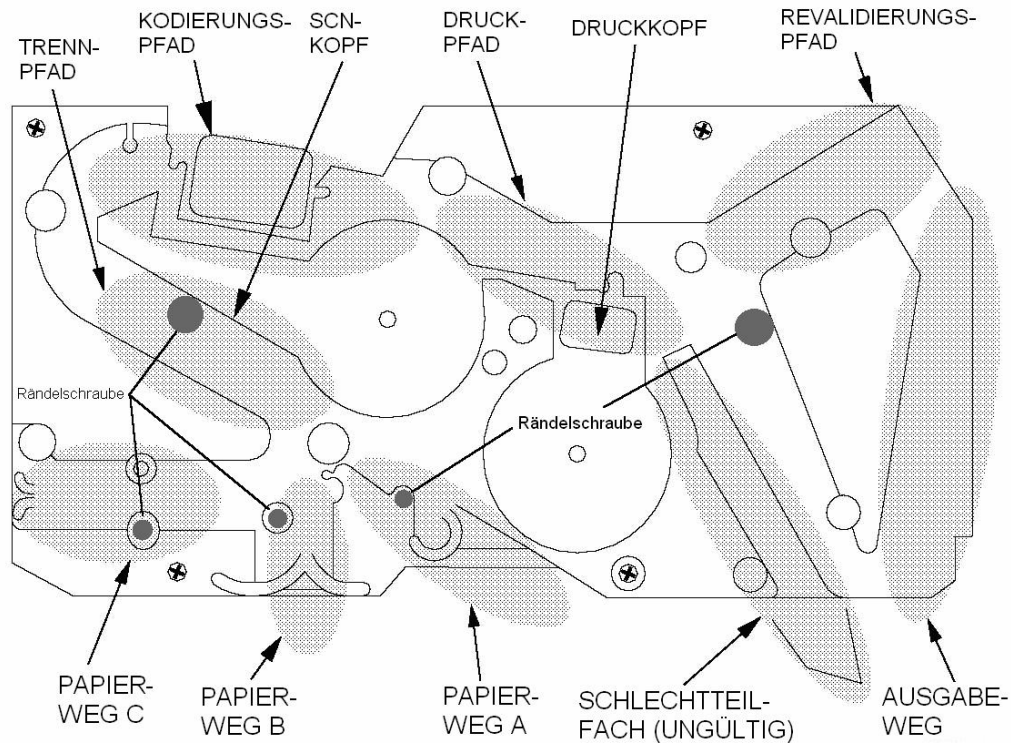 TRENN-
PFAD
KODIERUNGS-
PFAD
SCN-
KOPF
DRUCK-
PFAD
DRUCKKOPF
REVALIDIERUNGS-
PFAD
Rändelschraube
Rändelschraube
PAPIER-
WEG C
PAPIER-
WEG B
PAPIER-
WEG A
SCHLECHTTEIL-
FACH (UNGÜLTIG)
AUSGABE-
WEG